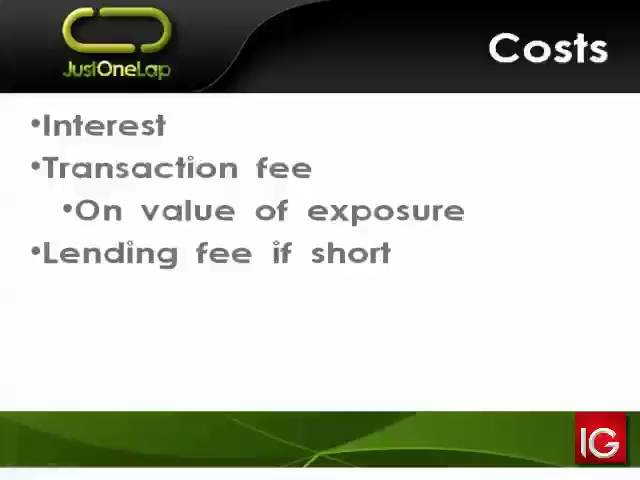 JustOneLap
Costs
•Interest
•Transaction fee
•On value of exposure
•Lending fee if short
IG